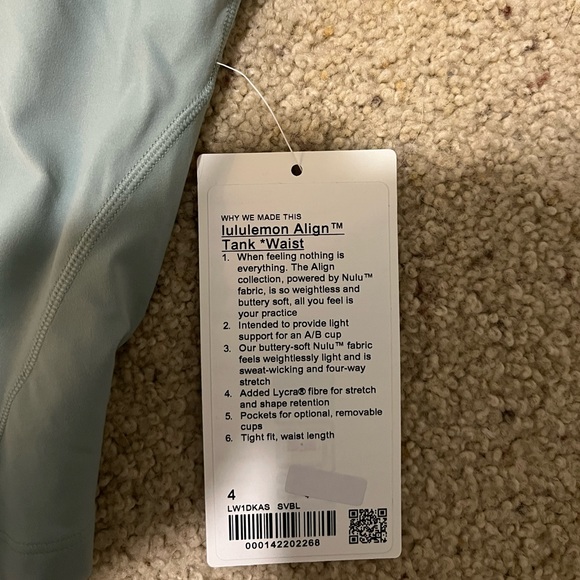 WHY WE MADE THIS
lululemon Align™
Tank *Waist
1. When feeling nothing is
everything. The Align
collection, powered by Nulu™
fabric, is so weightless and
buttery soft, all you feel is
your practice
2. Intended to provide light
support for an A/B cup
3. Our buttery-soft Nulu™ fabric
feels weightlessly light and is
sweat-wicking and four-way
stretch
4. Added Lycra® fibre for stretch
and shape retention
5. Pockets for optional, removable
cups
6. Tight fit, waist length
4
LW1DKAS SVBL
000142202268